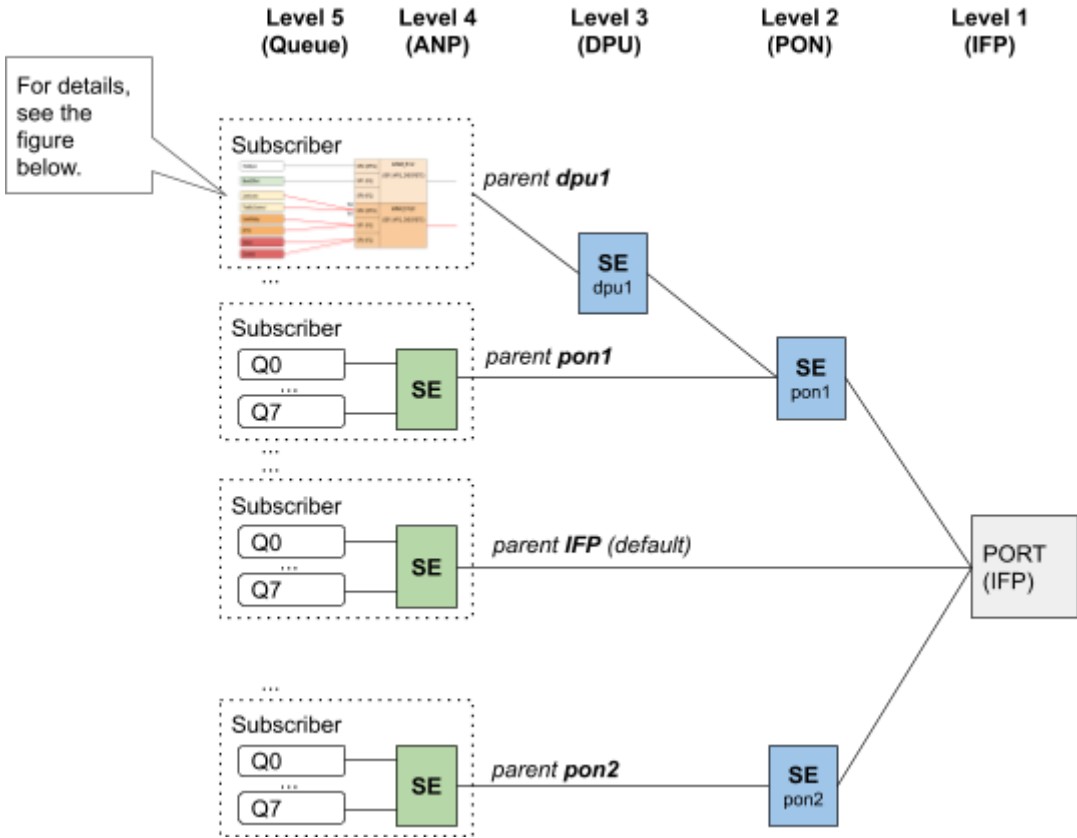 Level 5 Level 4 Level 3 Level 2 Level 1
(Queue) (ANP) (DPU) (PON) (IFP)
For details,
see the
figure
below.
Subscriber
parent dpu1
SE
dpu1
...
Subscriber
Q0
...
Q7
SE
parent pon1
SE
pon1
...
...
Subscriber
Q0
...
Q7
SE
parent IFP (default)
PORT
(IFP)
...
Subscriber
Q0
...
Q7
SE
parent pon2
SE
pon2